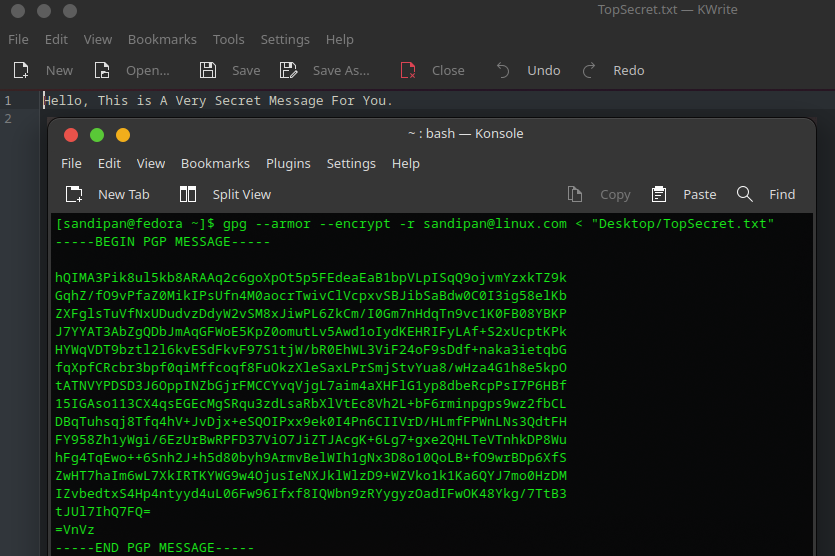 TopSecret.txt — KWrite
File Edit View Bookmarks Tools Settings Help
New Open... Save Save As... Close Undo Redo
1 Hello, This is A Very Secret Message For You.
2
~ : bash — Konsole
File Edit View Bookmarks Plugins Settings Help
New Tab Split View Copy Paste Find
[sandipan@fedora ~]$ gpg --armor --encrypt -r sandipan@linux.com < "Desktop/TopSecret.txt"
-----BEGIN PGP MESSAGE-----
hQIMA3Pik8ul5kb8ARAAq2c6goXpOt5p5FEdeaEaB1bpVLpISqQ9ojvmYzxkTZ9k
GqhZ/fO9vPfaZ0MikIPsUfn4M0aocrTwivClVcpxvSBJibSaBdw0C0I3ig58elKb
ZXFglsTuVfNxUDudvzDdyW2vSM8xJiwPL6ZkCm/I0Gm7nHdqTn9vc1K0FB08YBKP
J7YYAT3AbZgQDbJmAqGFWoE5KpZ0omutLv5Awd1oIydKEHRIFyLAf+S2xUcptKPk
HYWqVDT9bztl2l6kvESdFkvF97S1tjW/bR0EhWL3ViF24oF9sDdf+naka3ietqbG
fqXpfCRcbr3bpf0qiMffcoqf8FuOkzXleSaxLPrSmjStvYua8/wHza4G1h8e5kpO
tATNVYPDSD3J6OppINZbGjrFMCCYvqVjgL7aim4aXHFlG1yp8dbeRcpPsI7P6HBf
15IGAso113CX4qsEGEcMgSRqu3zdLsaRbXlVtEc8Vh2L+bF6rminpgps9wz2fbCL
DBqTuhsqj8Tfq4hV+JvDjx+eSQOIPxx9ek0I4Pn6CIIVrD/HLmfFPWnLNs3QdtFH
FY958Zh1yWgi/6EzUrBwRPFD37ViO7JiZTJAcgK+6Lg7+gxe2QHLTeVTnhkDP8Wu
hFg4TqEwo++6Snh2J+h5d80byh9ArmvBelWIh1gNx3D8o10QoLB+fO9wrBDp6XfS
ZwHT7haIm6wL7XkIRTKYWG9w4OjusIeNXJklWlzD9+WZVko1k1Ka6QYJ7mo0HzDM
IZvbedtxS4Hp4ntyyd4uL06Fw96Ifxf8IQWbn9zRYygyzOadIFwOK48Ykg/7TtB3
tJUl7IhQ7FQ=
=VnVz
-----END PGP MESSAGE-----